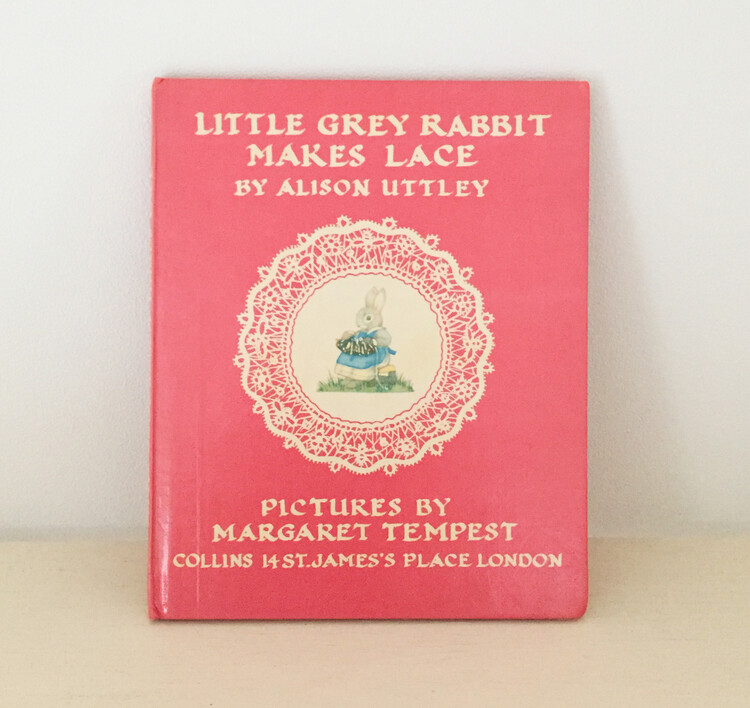 LITTLE GREY RABBIT
MAKES LACE
BY ALISON UTTLEY
PICTURES BY
MARGARET TEMPEST
COLLINS 14 ST. JAMES'S PLACE LONDON